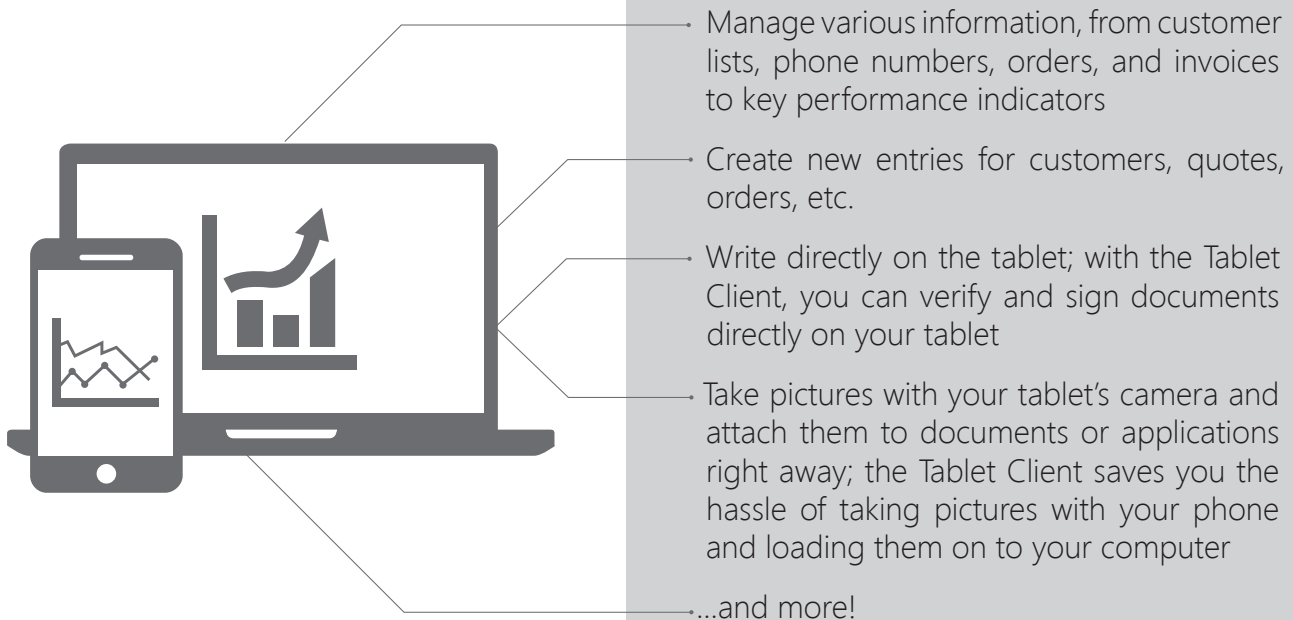 Manage various information, from customer
lists, phone numbers, orders, and invoices
to key performance indicators
Create new entries for customers, quotes,
orders, etc.
Write directly on the tablet; with the Tablet
Client, you can verify and sign documents
directly on your tablet
Take pictures with your tablet’s camera and
attach them to documents or applications
right away; the Tablet Client saves you the
hassle of taking pictures with your phone
and loading them on to your computer
...and more!